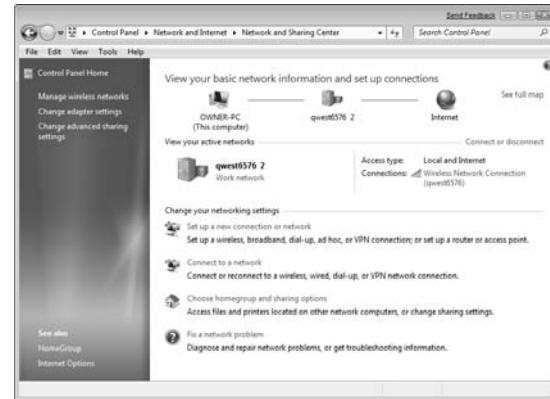 Send Feedback
Control Panel ▸ Network and Internet ▸ Network and Sharing Center
Search Control Panel
File Edit View Tools Help
Control Panel Home
Manage wireless networks
Change adapter settings
Change advanced sharing
settings
See also
HomeGroup
Internet Options
View your basic network information and set up connections
See full map
OWNER-PC
(This computer)
qwest6576 2
Internet
View your active networks
Connect or disconnect
qwest6576 2
Work network
Access type: Local and Internet
Connections: Wireless Network Connection
(qwest6576)
Change your networking settings
Set up a new connection or network
Set up a wireless, broadband, dial-up, ad hoc, or VPN connection; or set up a router or access point.
Connect to a network
Connect or reconnect to a wireless, wired, dial-up, or VPN network connection.
Choose homegroup and sharing options
Access files and printers located on other network computers, or change sharing settings.
Fix a network problem
Diagnose and repair network problems, or get troubleshooting information.